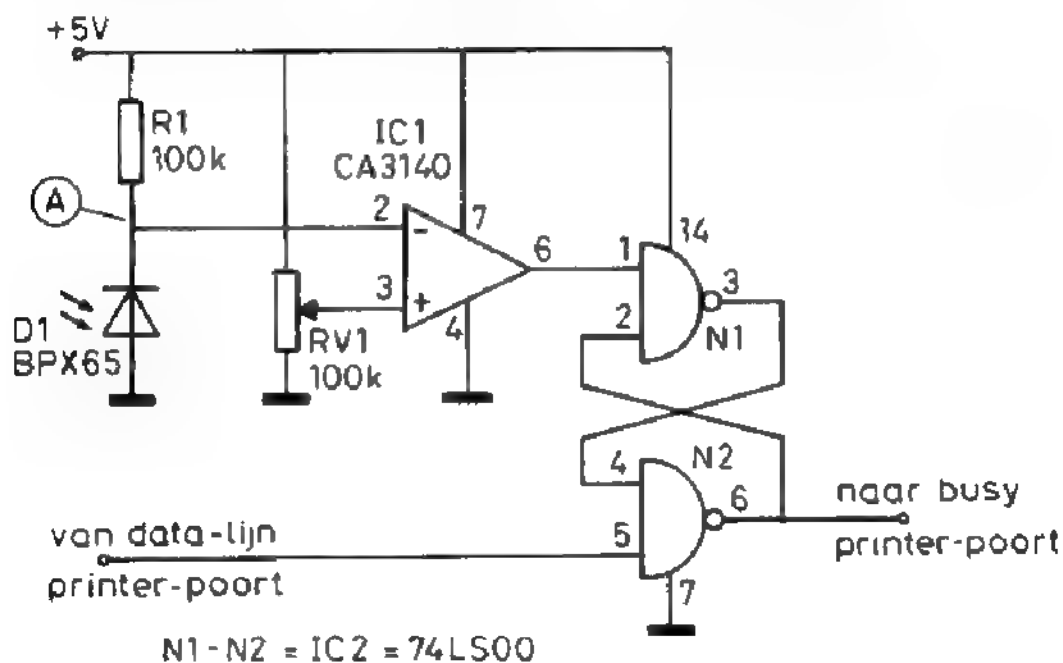 +5V
R1
100k
IC1
CA3140
A
2
-
7
6
3
+
4
D1
BPX65
RV1
100k
1
14
3
2
N1
4
N2
6
5
7
van data-lijn
printer-poort
naar busy
printer-poort
N1-N2 = IC2 = 74LS00